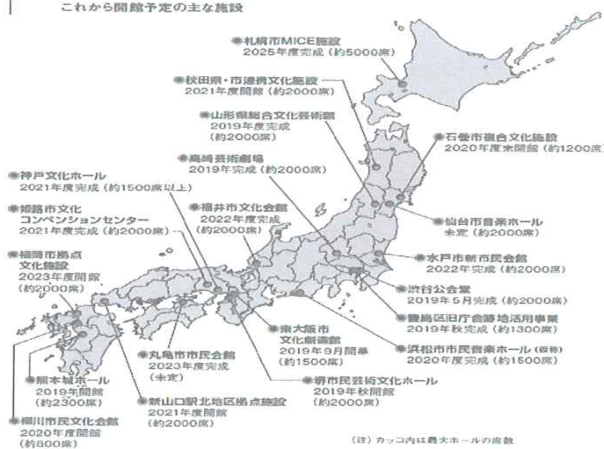 これから開館予定の主な施設
札幌市MICE施設
2025年度完成(約5000席)
秋田県・市連携文化施設
2021年度開館(約2000席)
山形県総合文化芸術館
2019年度完成
(約2000席)
石巻市複合文化施設
2020年度末開館(約1200席)
高崎芸術劇場
2019年完成(約2000席)
神戸文化ホール
2021年度完成(約1500席以上)
仙台市音楽ホール
未定(約2000席)
姫路市文化
コンベンションセンター
2021年度完成(約2000席)
福井市文化会館
2022年度完成
(約2000席)
水戸市新市民会館
2022年完成(約2000席)
福岡市拠点
文化施設
2023年度開館
(約2000席)
渋谷公会堂
2019年5月完成(約2000席)
豊島区旧庁舎跡地活用事業
2019年秋完成(約1300席)
東大阪市
文化創造館
2019年9月開幕
(約1500席)
浜松市市民音楽ホール(仮称)
2020年度完成(約1500席)
丸亀市市民会館
2023年度完成
(未定)
堺市民芸術文化ホール
2019年秋開館
(約2000席)
熊本城ホール
2019年開館
(約2300席)
新山口駅北地区拠点施設
2021年度開館
(約2000席)
柳川市民文化会館
2020年度開館
(約800席)
(注)カッコ内は最大ホールの席数